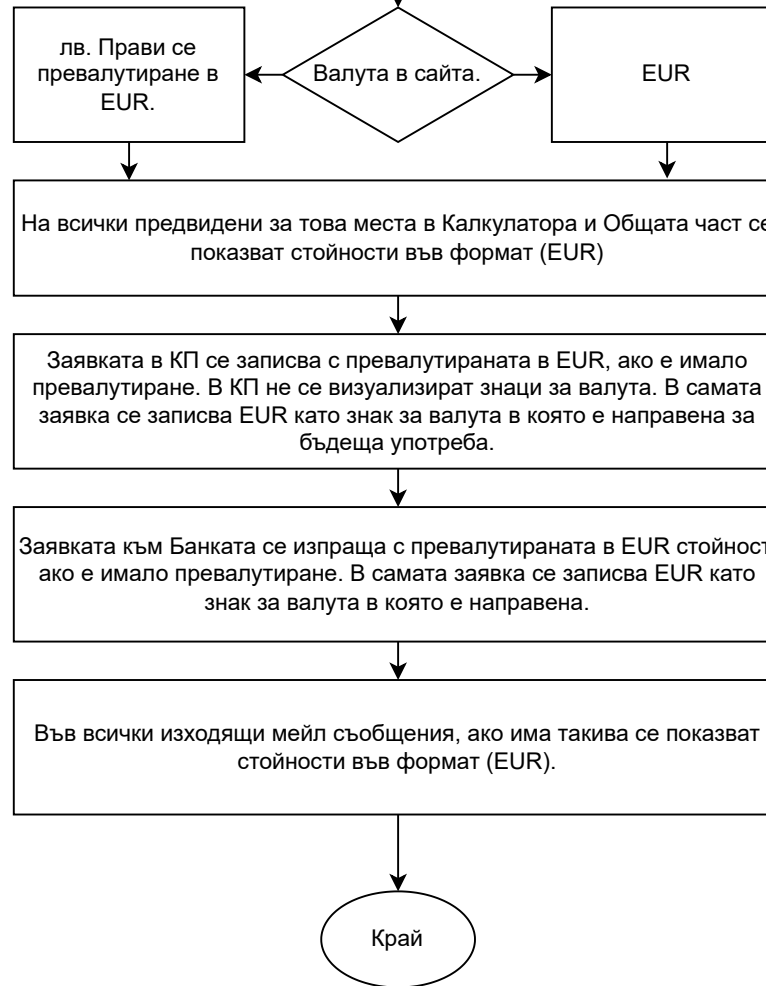 лв. Прави се
превалутиране в
EUR.
Валута в сайта.
EUR
На всички предвидени за това места в Калкулатора и Общата част се
показват стойности във формат (EUR)
Заявката в КП се записва с превалутираната в EUR, ако е имало
превалутиране. В КП не се визуализират знаци за валута. В самата
заявка се записва EUR като знак за валута в която е направена за
бъдеща употреба.
Заявката към Банката се изпраща с превалутираната в EUR стойност
ако е имало превалутиране. В самата заявка се записва EUR като
знак за валута в която е направена.
Във всички изходящи мейл съобщения, ако има такива се показват
стойности във формат (EUR).
Край